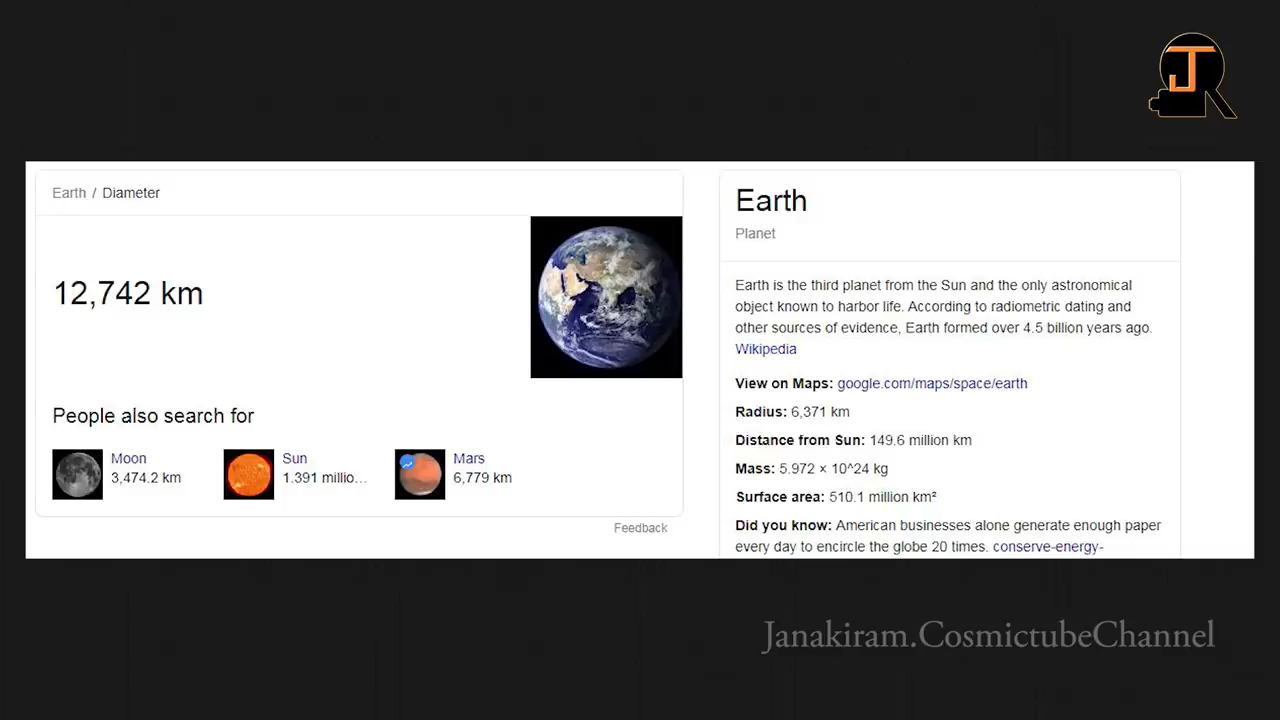 JR
Earth / Diameter
12,742 km
People also search for
Moon
3,474.2 km
Sun
1.391 millio...
Mars
6,779 km
Feedback
Earth
Planet
Earth is the third planet from the Sun and the only astronomical
object known to harbor life. According to radiometric dating and
other sources of evidence, Earth formed over 4.5 billion years ago.
Wikipedia
View on Maps: google.com/maps/space/earth
Radius: 6,371 km
Distance from Sun: 149.6 million km
Mass: 5.972 × 10^24 kg
Surface area: 510.1 million km²
Did you know: American businesses alone generate enough paper
every day to encircle the globe 20 times. conserve-energy-
Janakiram.CosmictubeChannel